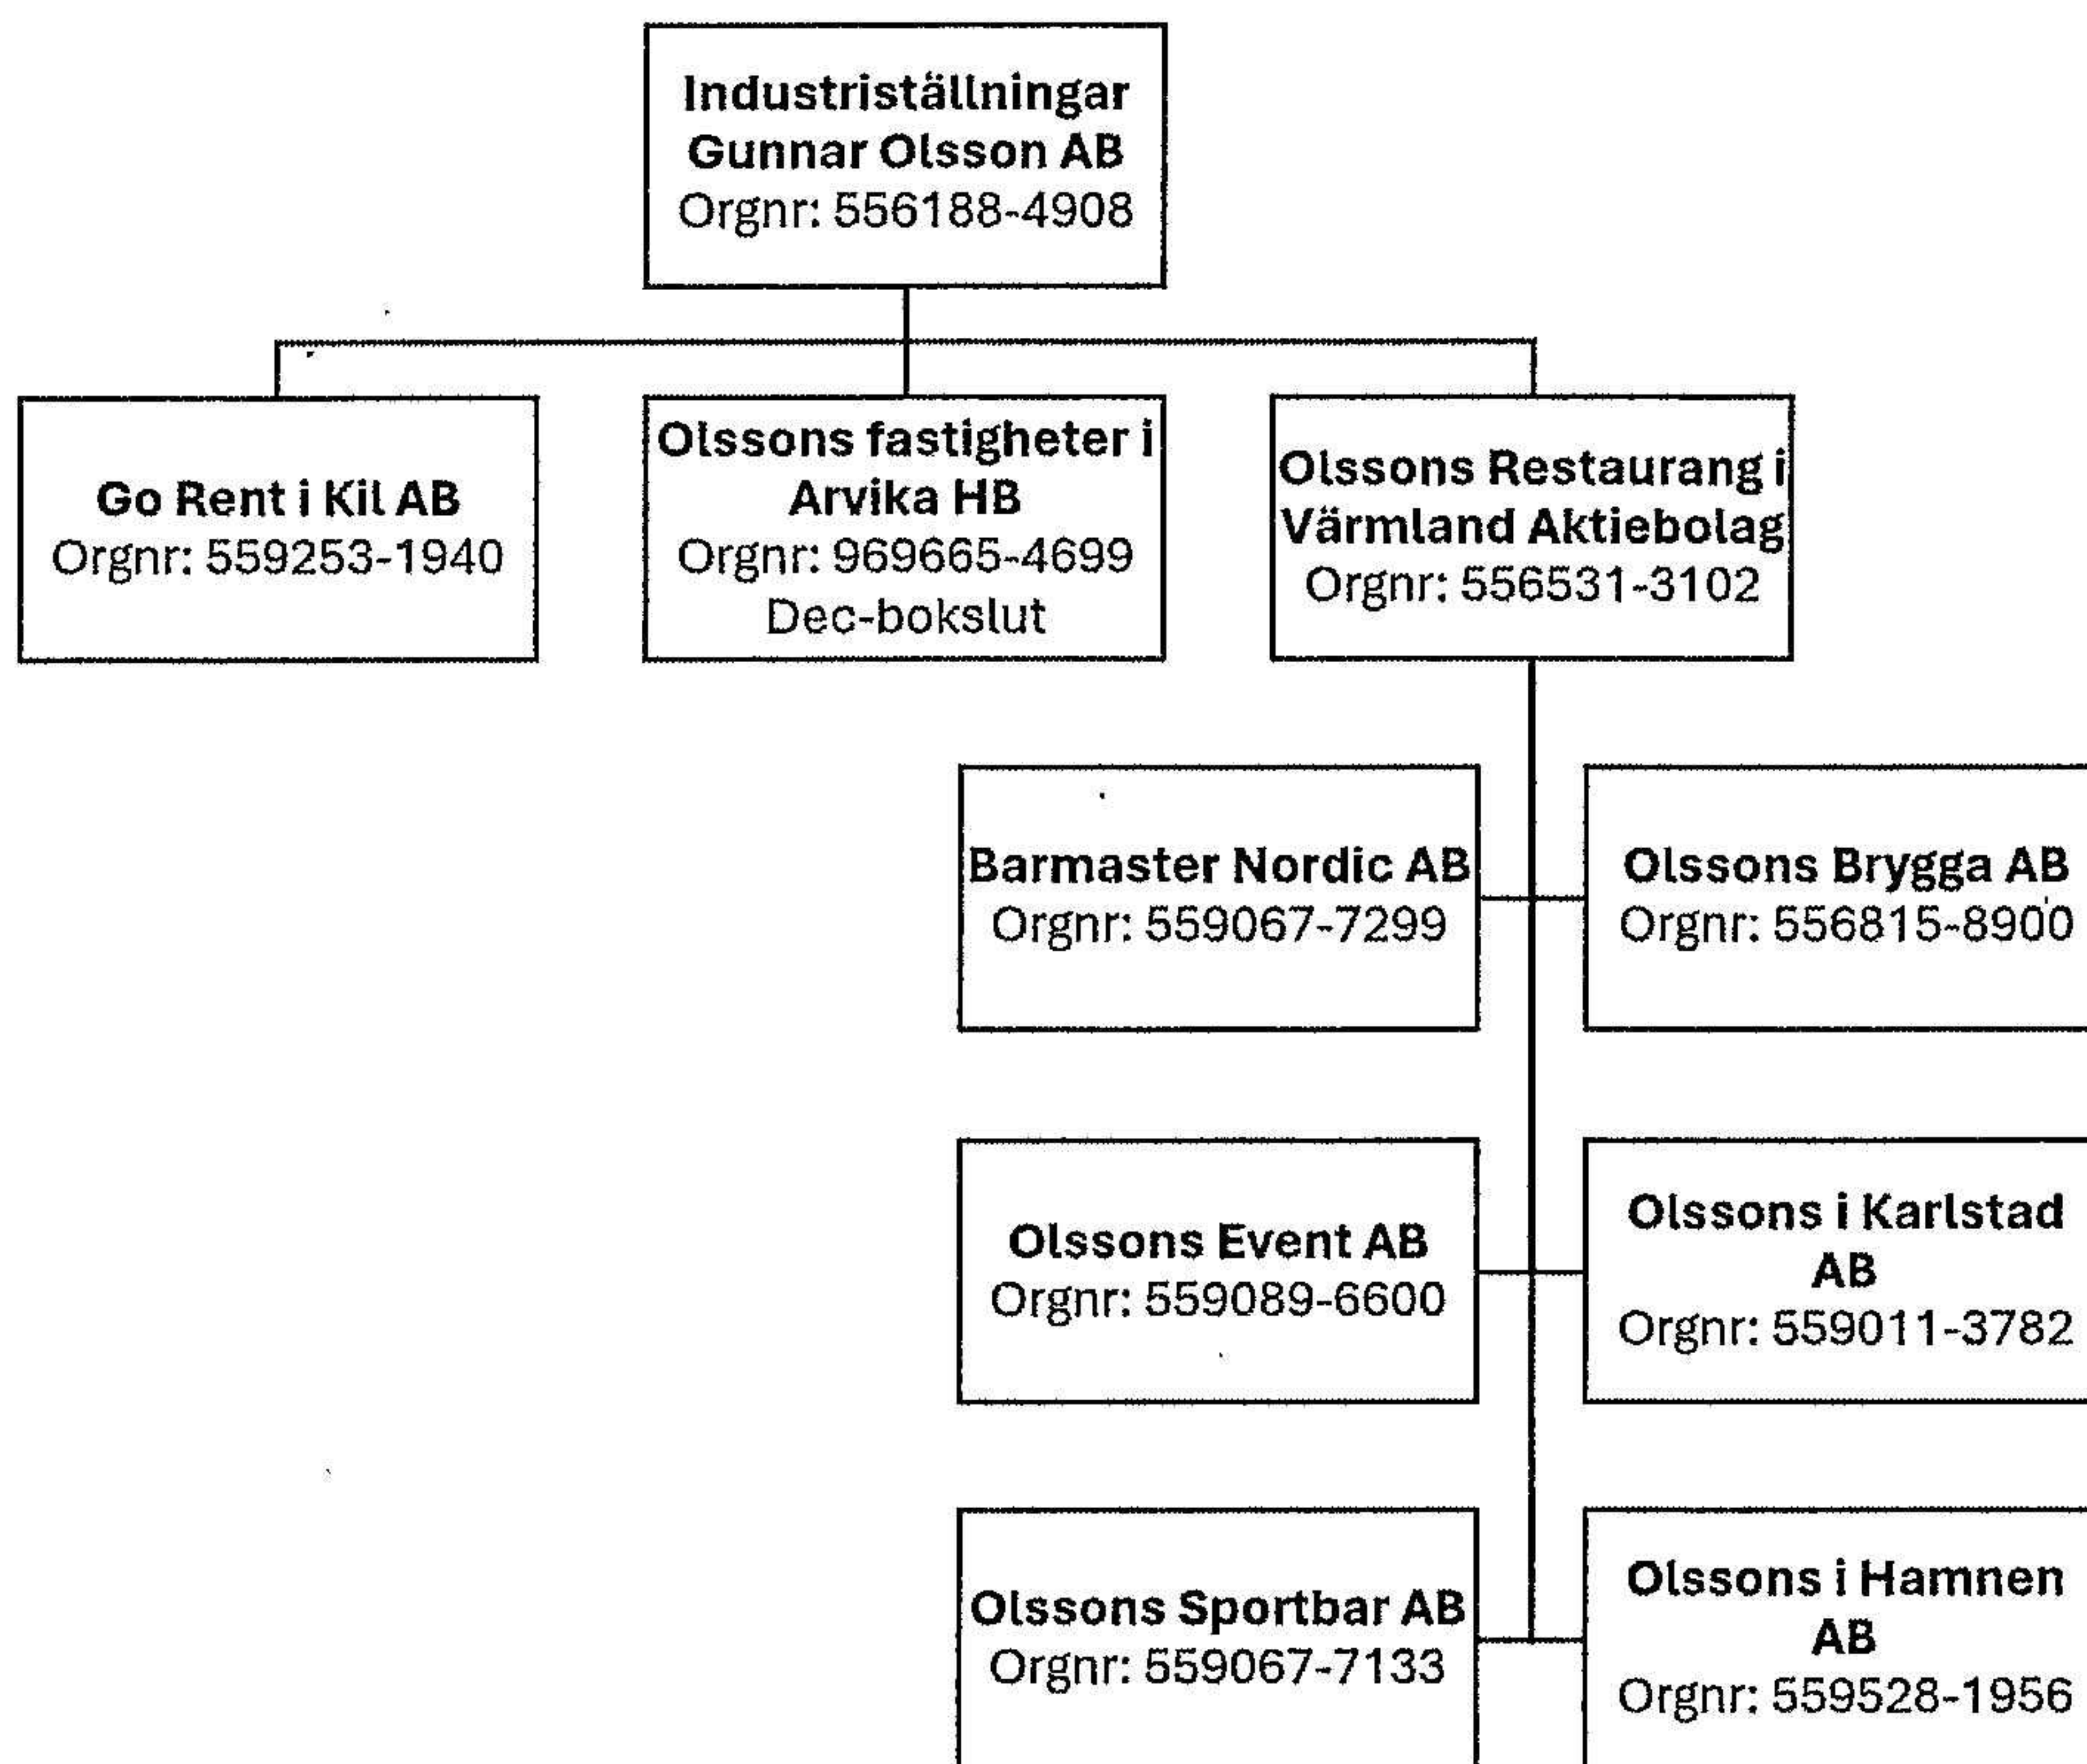 Industriställningar
Gunnar Olsson AB
Orgnr: 556188-4908
Go Rent i Kil AB
Orgnr: 559253-1940
Olssons fastigheter i
Arvika HB
Orgnr: 969665-4699
Dec-bokslut
Olssons Restaurang i
Värmland Aktiebolag
Orgnr: 556531-3102
Barmaster Nordic AB
Orgnr: 559067-7299
Olssons Brygga AB
Orgnr: 556815-8900
Olssons Event AB
Orgnr: 559089-6600
Olssons i Karlstad
AB
Orgnr: 559011-3782
Olssons Sportbar AB
Orgnr: 559067-7133
Olssons i Hamnen
AB
Orgnr: 559528-1956